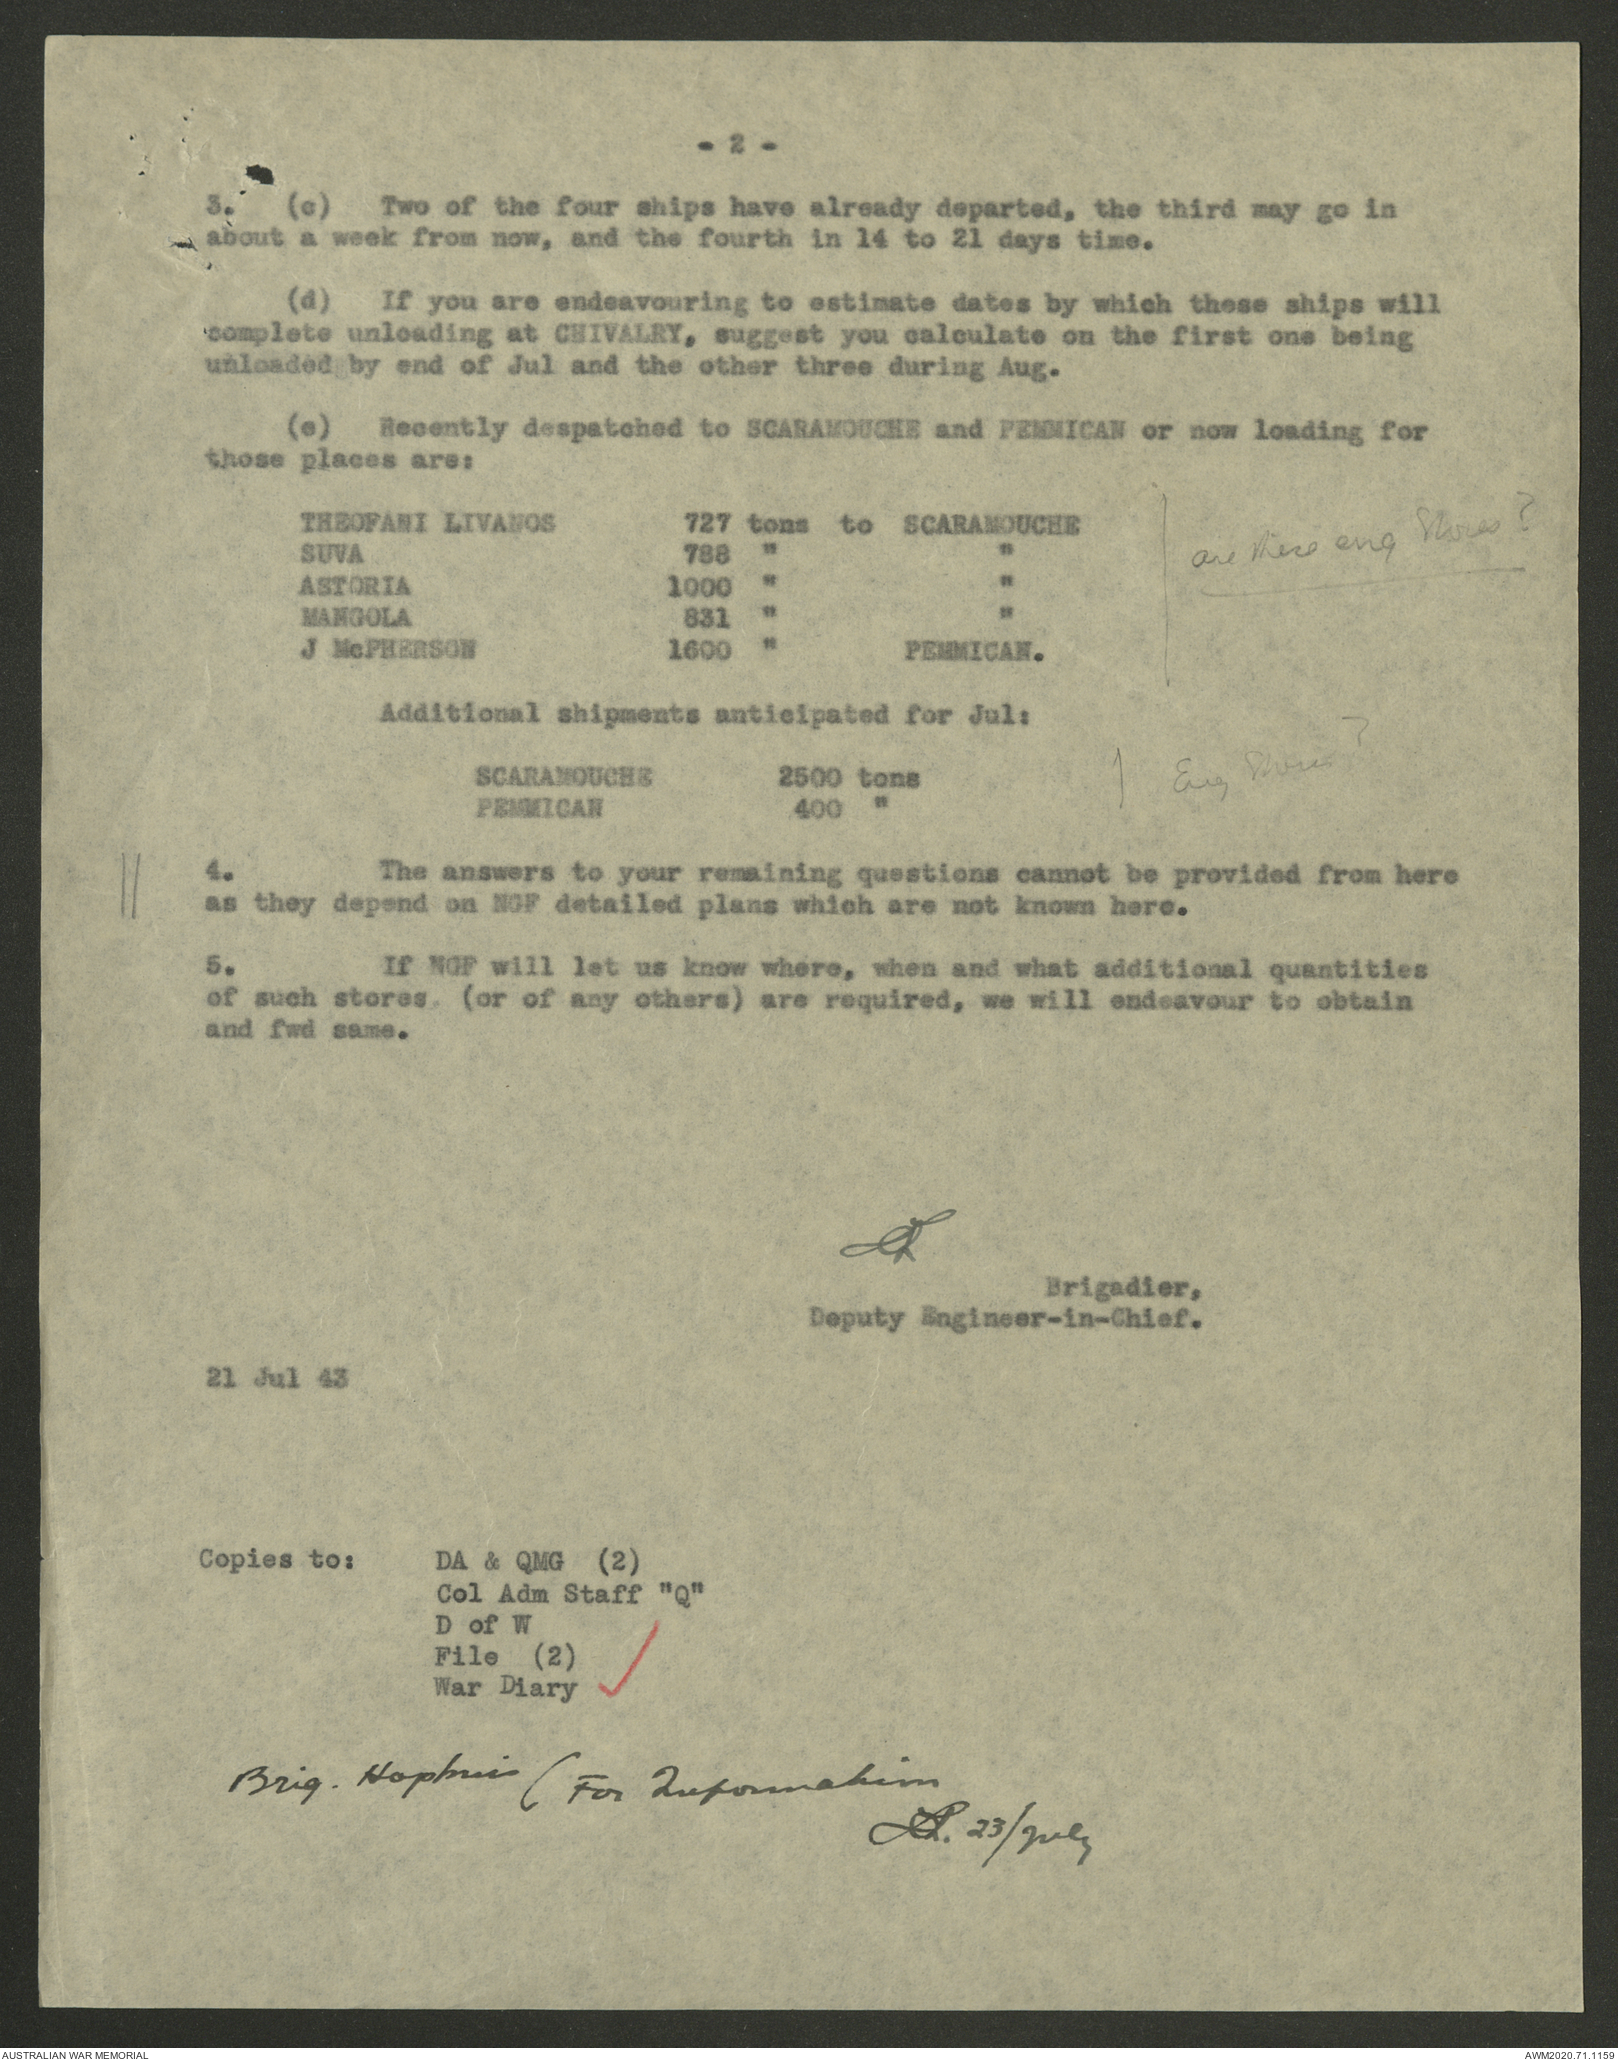 - 2 -
3. (c) Two of the four ships have already departed, the third may go in
about a week from now, and the fourth in 14 to 21 days time.
(d) If you are endeavouring to estimate dates by which these ships will
complete unloading at CHIVALRY, suggest you calculate on the first one being
unloaded by end of Jul and the other three during Aug.
(e) Recently despatched to SCARAMOUCHE and PEMMICAN or now loading for
those places are:
THEOFANI LIVANOS 727 tons to SCARAMOUCHE
SUVA 788 " "
are these eng stores?
ASTORIA 1000 " "
MANGOLA 831 " "
J McPHERSON 1600 " PEMMICAN.
Additional shipments anticipated for Jul:
SCARAMOUCHE 2500 tons
Eng Stores?
PEMMICAN 400 "
4. The answers to your remaining questions cannot be provided from here
as they depend on NGF detailed plans which are not known here.
5. If NGF will let us know where, when and what additional quantities
of such stores (or of any others) are required, we will endeavour to obtain
and fwd same.
Brigadier,
Deputy Engineer-in-Chief.
21 Jul 43
Copies to: DA & QMG (2)
Col Adm Staff "Q"
D of W
File (2)
War Diary
Brig. Hopkins (For Information
23/July
AUSTRALIAN WAR MEMORIAL
AWM2020.71.1159